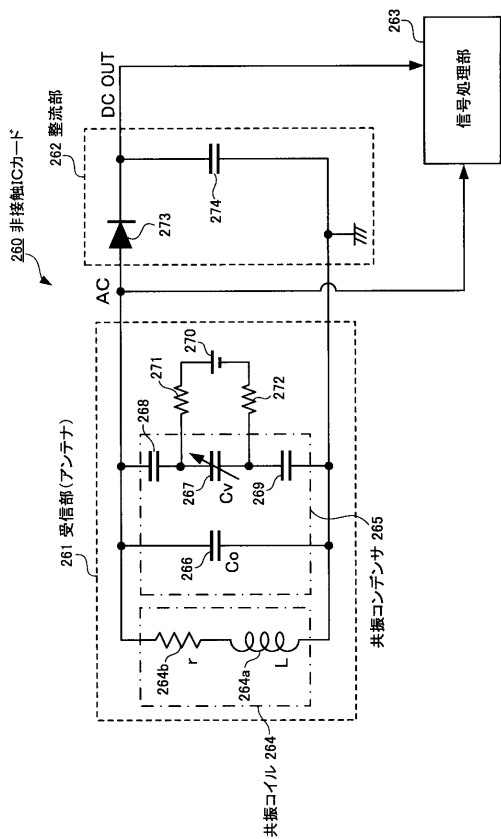 260 非接触ICカード
261 受信部(アンテナ)
262 整流部
AC
DC OUT
263
信号処理部
273
274
268
271
270
272
267
Cv
269
266
Co
264b
r
264a
L
共振コイル 264
共振コンデンサ 265